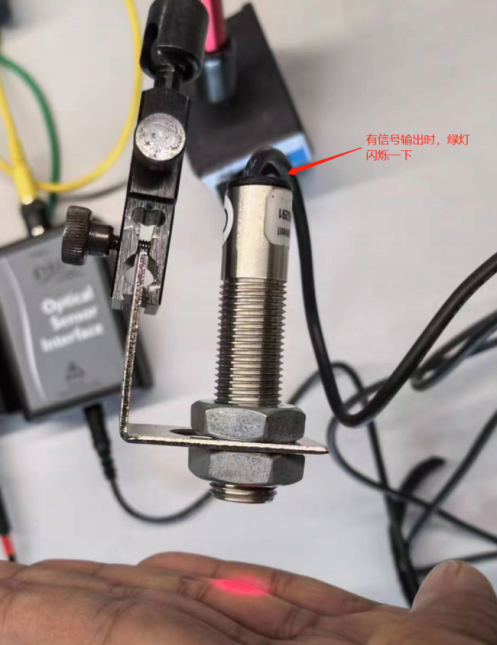 有信号输出时，绿灯
闪烁一下
Optical
Sensor
Interface